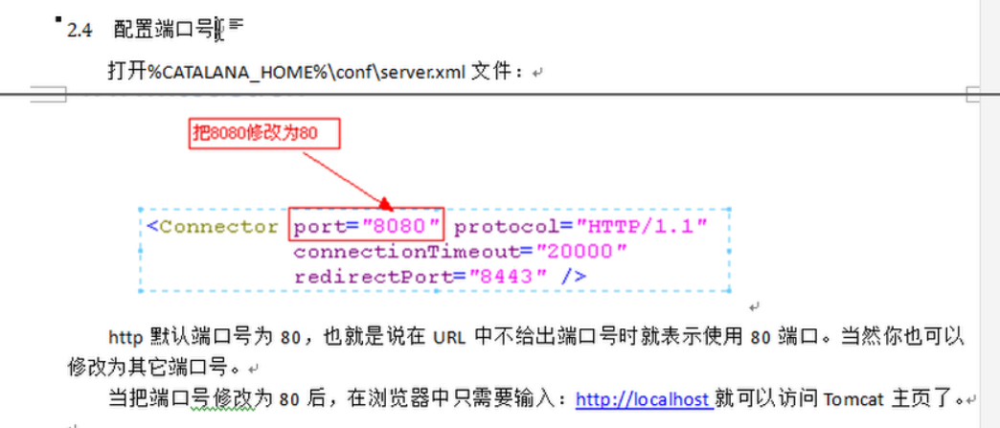 2.4 配置端口号
打开%CATALANA_HOME%\conf\server.xml 文件：
把8080修改为80
<Connector port="8080" protocol="HTTP/1.1"
connectionTimeout="20000"
redirectPort="8443" />
http 默认端口号为 80，也就是说在 URL 中不给出端口号时就表示使用 80 端口。当然你也可以
修改为其它端口号。
当把端口号修改为 80 后，在浏览器中只需要输入：http://localhost 就可以访问 Tomcat 主页了。